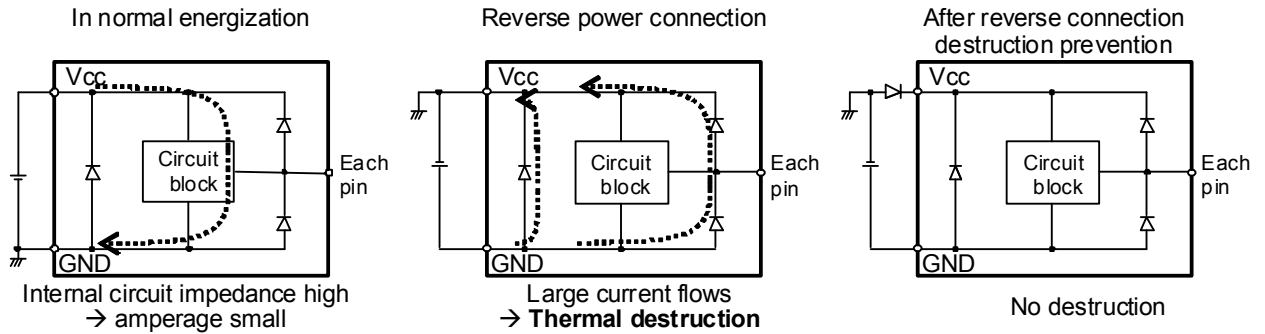 In normal energization
Vcc
Circuit
block
Each
pin
GND
Internal circuit impedance high
→ amperage small
Reverse power connection
Vcc
Circuit
block
Each
pin
GND
Large current flows
→ Thermal destruction
After reverse connection
destruction prevention
Vcc
Circuit
block
Each
pin
GND
No destruction